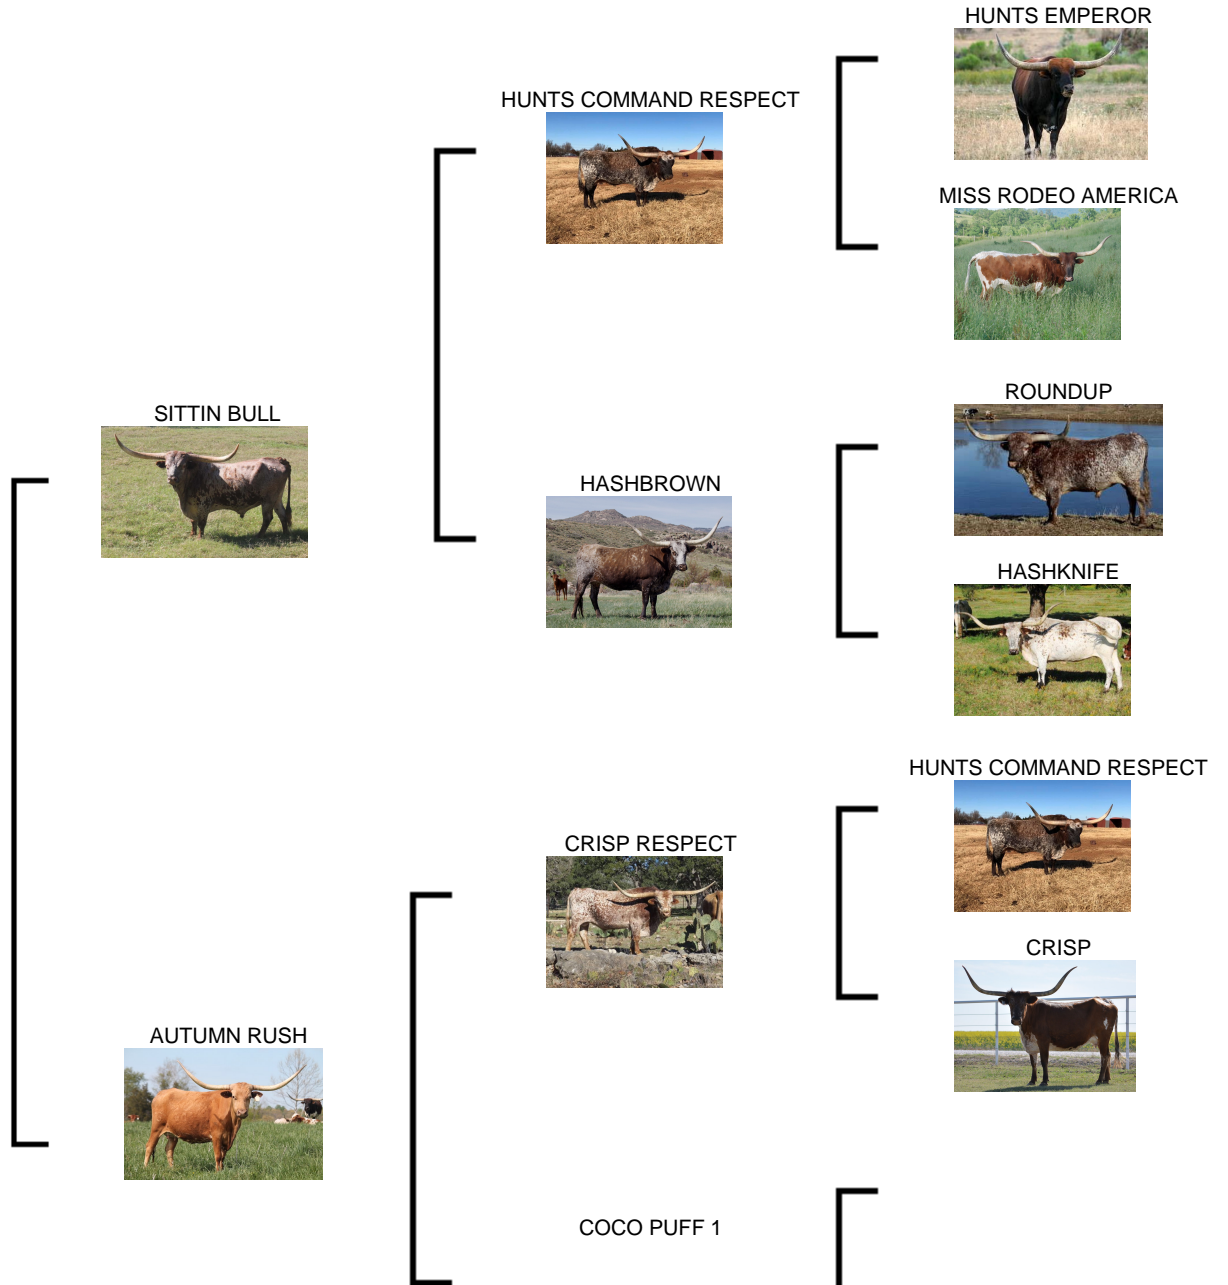 HUNTS EMPEROR
HUNTS COMMAND RESPECT
MISS RODEO AMERICA
ROUNDUP
SITTIN BULL
HASHBROWN
HASHKNIFE
HUNTS COMMAND RESPECT
CRISP RESPECT
CRISP
AUTUMN RUSH
COCO PUFF 1